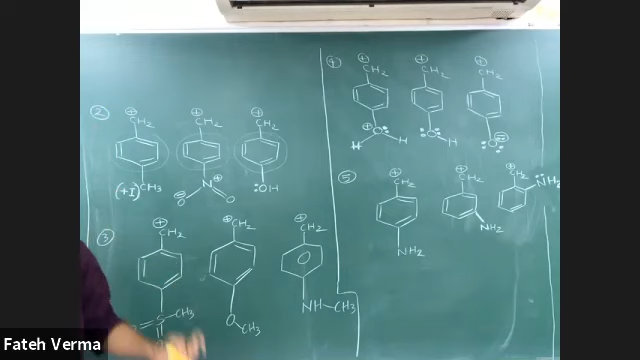 ②
⊕
CH₂
⊕
CH₂
⊕
CH₂
(+I) CH₃
N⊕
O
O
:OH
③
⊕
CH₂
⊕
CH₂
⊕
CH₂
S
CH₃
O
CH₃
NH-CH₃
④
⊕
CH₂
⊕
CH₂
⊕
CH₂
⊕
O
H
H
O
H
O
⊖
⑤
⊕
CH₂
NH₂
⊕
CH₂
NH₂
⊕
CH₂
NH₂
Fateh Verma